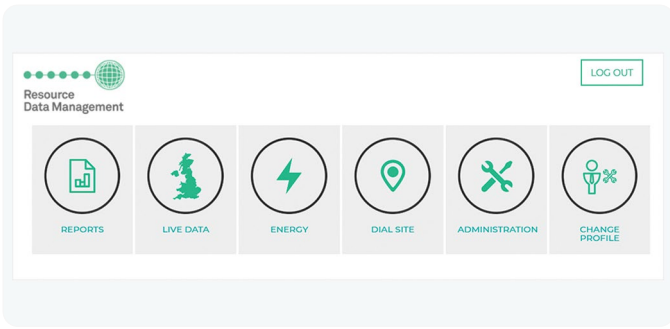 LOG OUT
Resource
Data Management
REPORTS
LIVE DATA
ENERGY
DIAL SITE
ADMINISTRATION
CHANGE
PROFILE